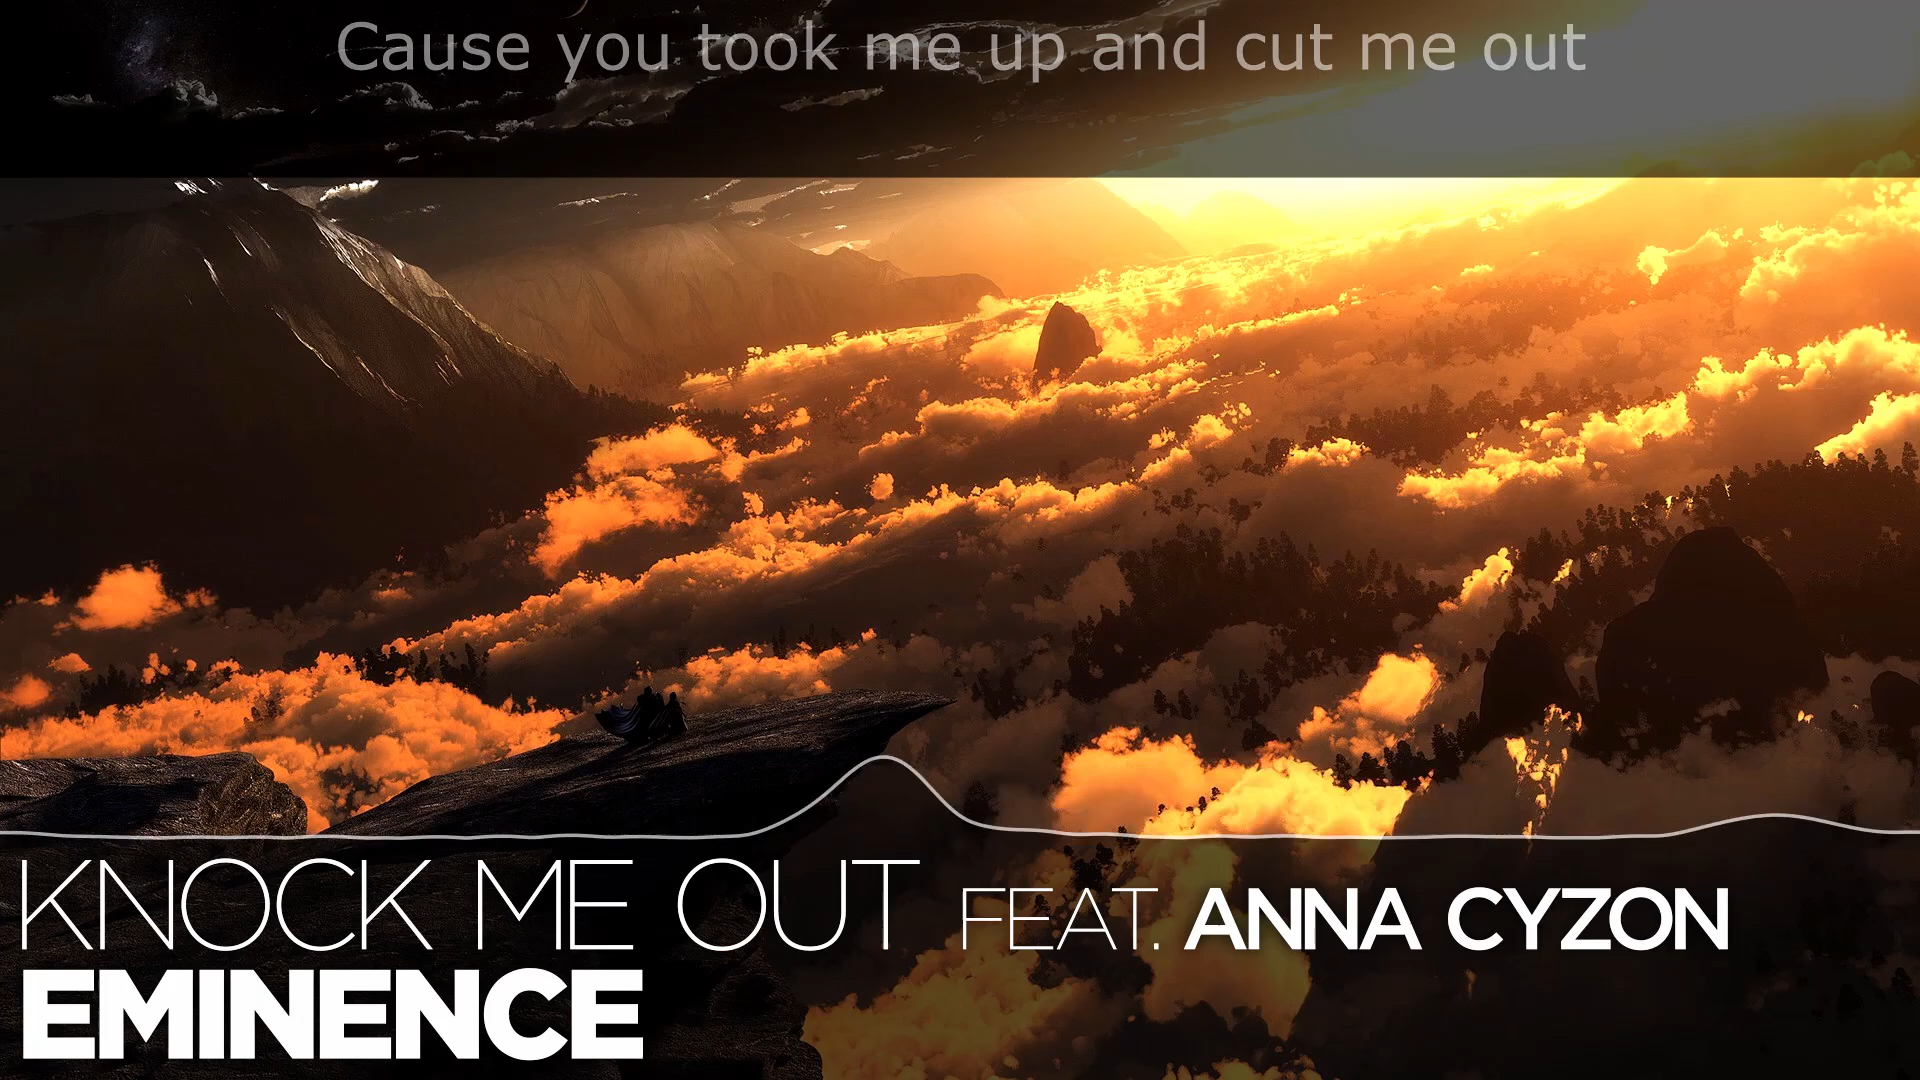 Cause you took me up and cut me out
KNOCK ME OUT FEAT. ANNA CYZON
EMINENCE